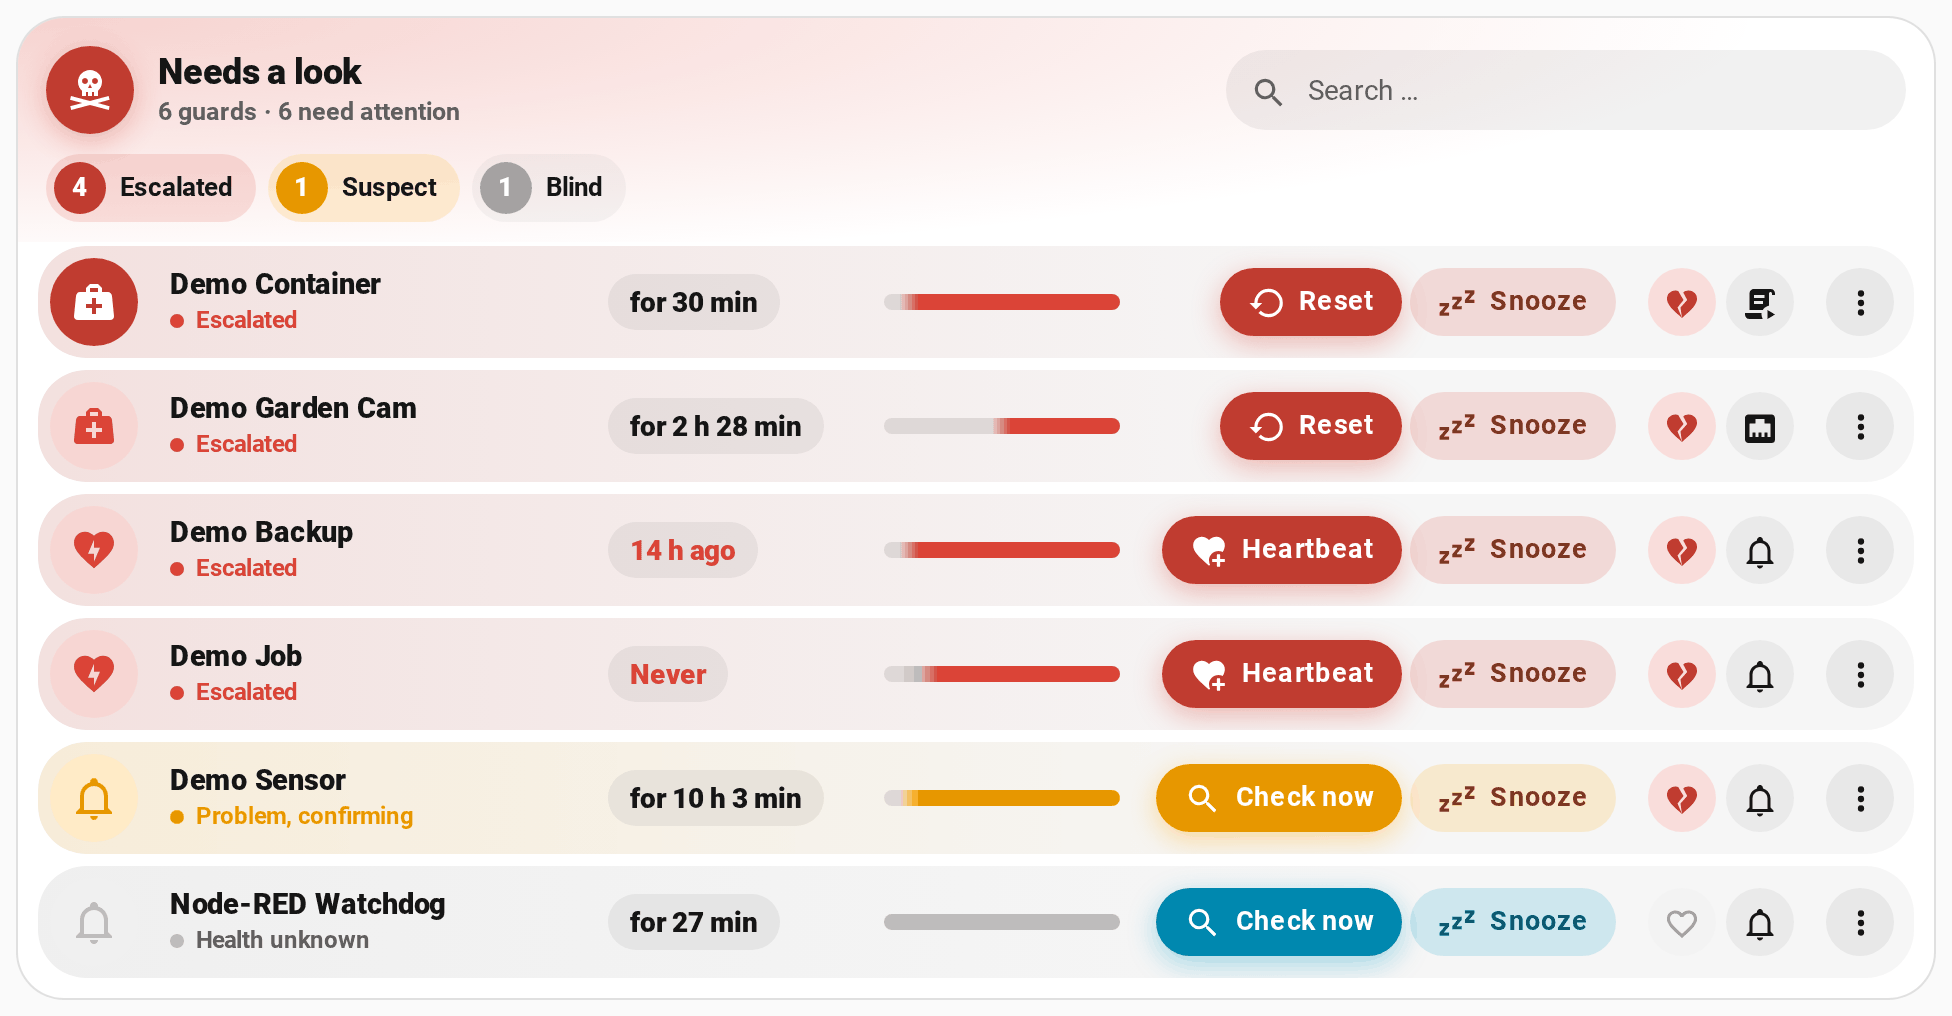 Needs a look
6 guards · 6 need attention
Search ...
4 Escalated
1 Suspect
1 Blind
Demo Container
Escalated
for 30 min
Reset
zzz Snooze
Demo Garden Cam
Escalated
for 2 h 28 min
Reset
zzz Snooze
Demo Backup
Escalated
14 h ago
Heartbeat
zzz Snooze
Demo Job
Escalated
Never
Heartbeat
zzz Snooze
Demo Sensor
Problem, confirming
for 10 h 3 min
Check now
zzz Snooze
Node-RED Watchdog
Health unknown
for 27 min
Check now
zzz Snooze